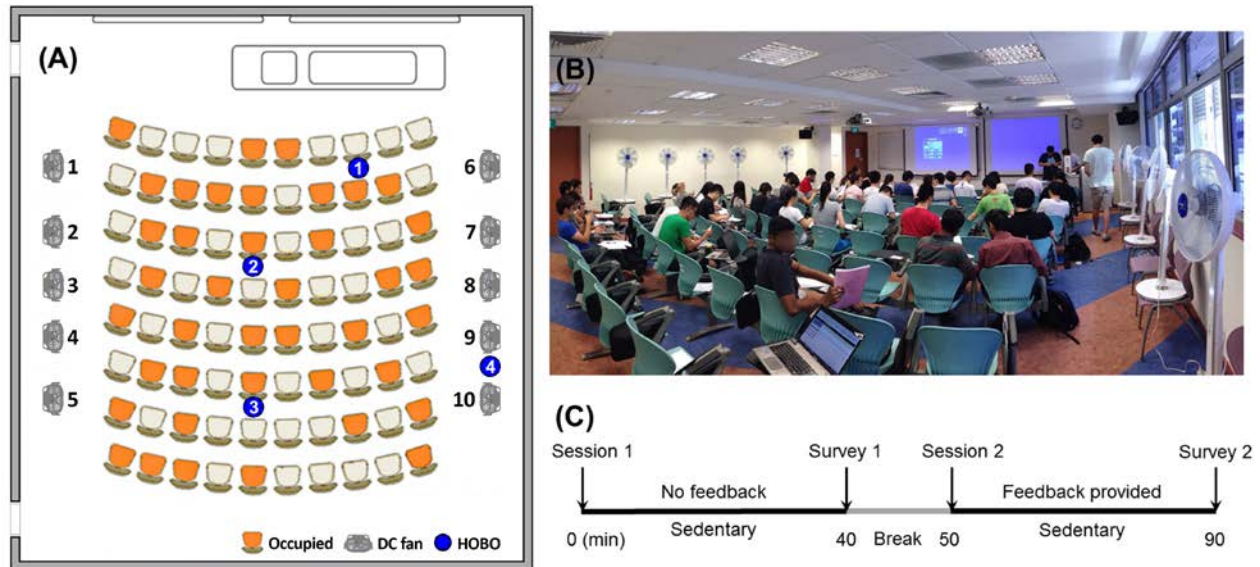 (A)
1
1
6
2
7
2
3
8
4
9
4
3
5
10
Occupied DC fan HOBO
(B)
(C)
Session 1 Survey 1 Session 2 Survey 2
No feedback Feedback provided
Sedentary Sedentary
0 (min) 40 Break 50 90